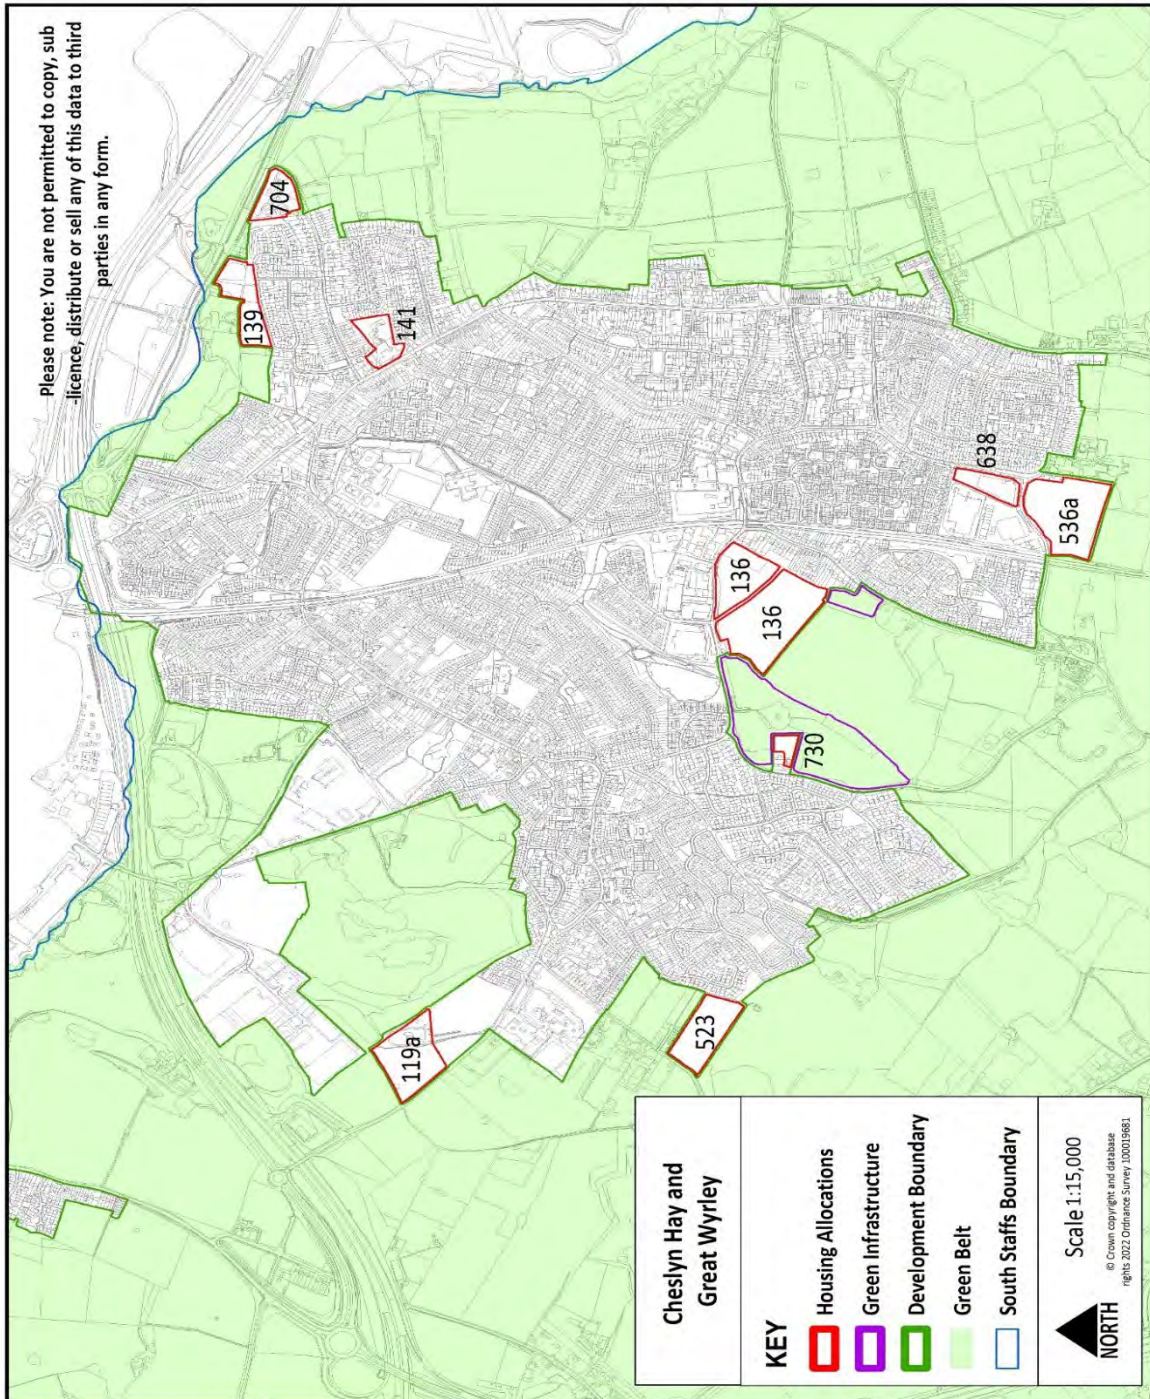 Please note: You are not permitted to copy, sub
-licence, distribute or sell any of this data to third
parties in any form.
704
139
141
638
536a
136
136
730
523
119a
Cheslyn Hay and
Great Wyrley
KEY
Housing Allocations
Green Infrastructure
Development Boundary
Green Belt
South Staffs Boundary
NORTH
Scale 1:15,000
© Crown copyright and database
rights 2022 Ordnance Survey 100019681